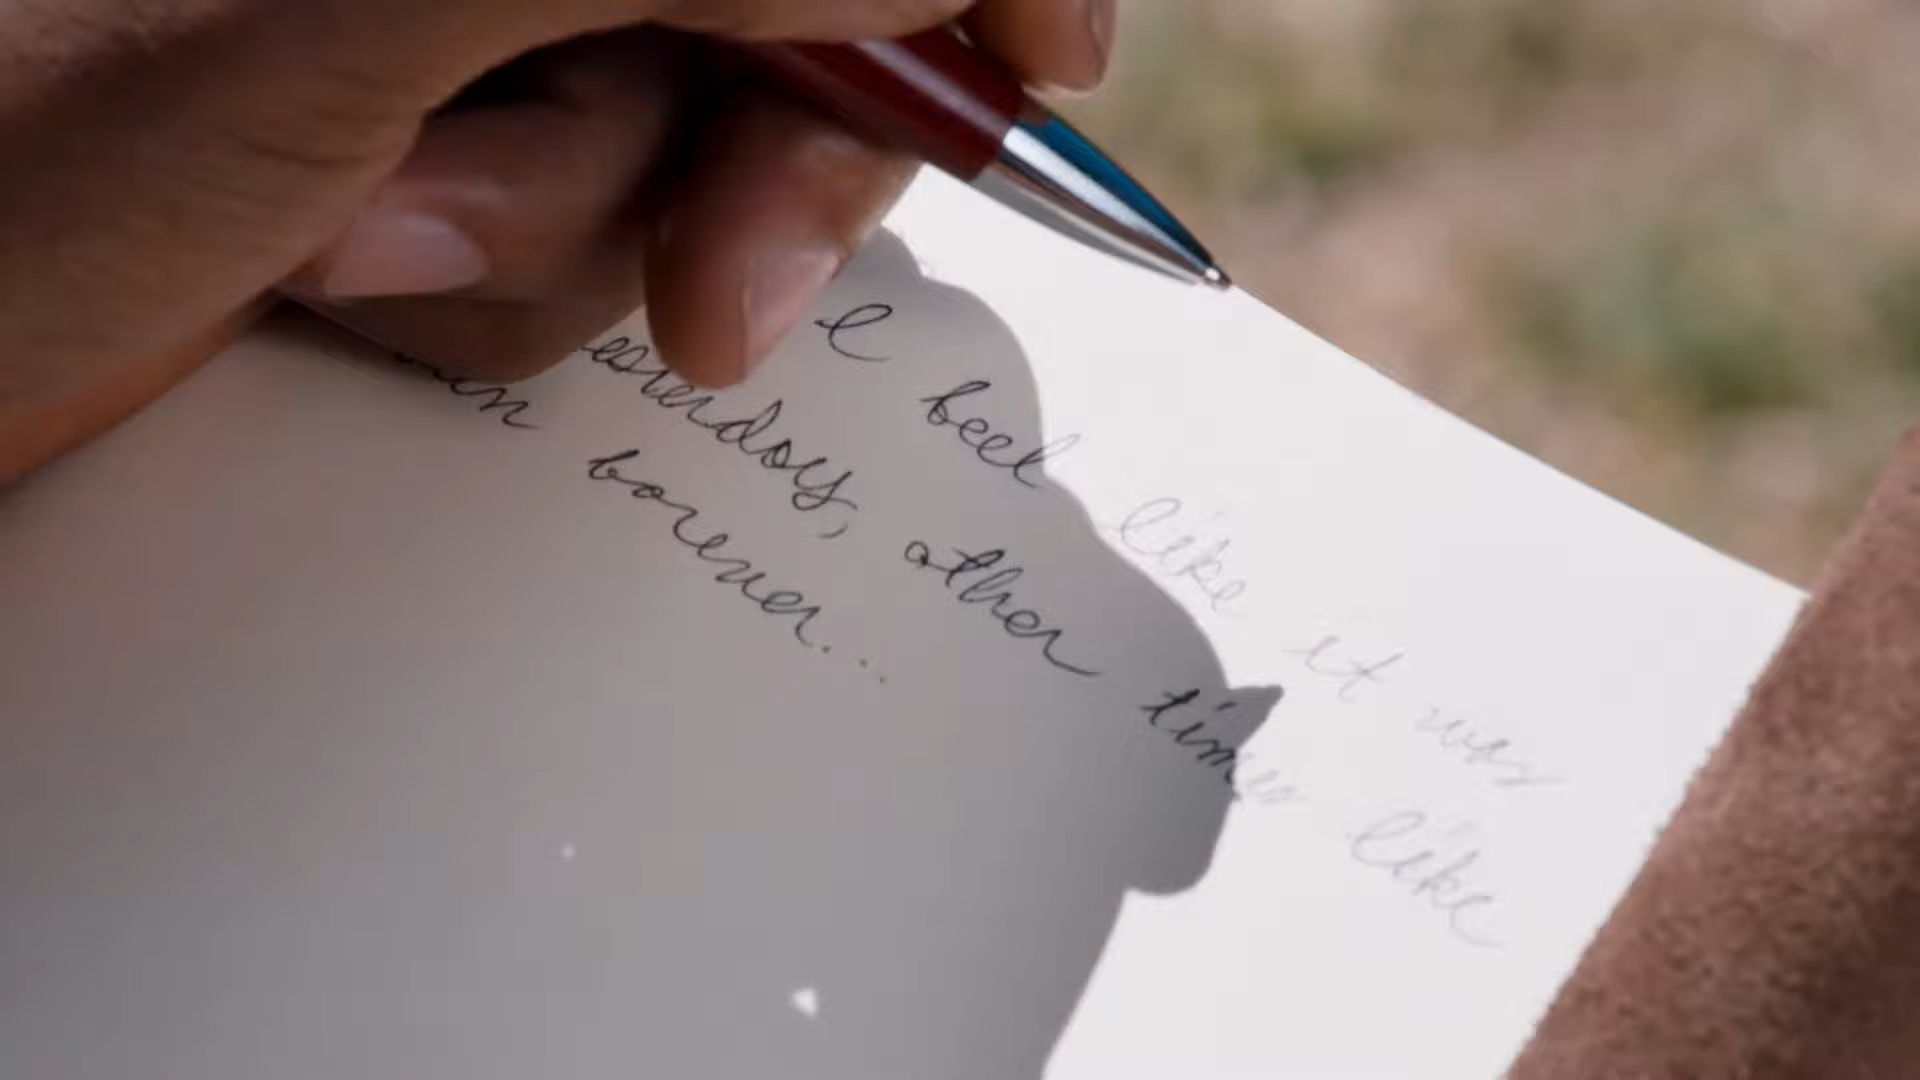 I feel like it was
esterday, other times like
forever...